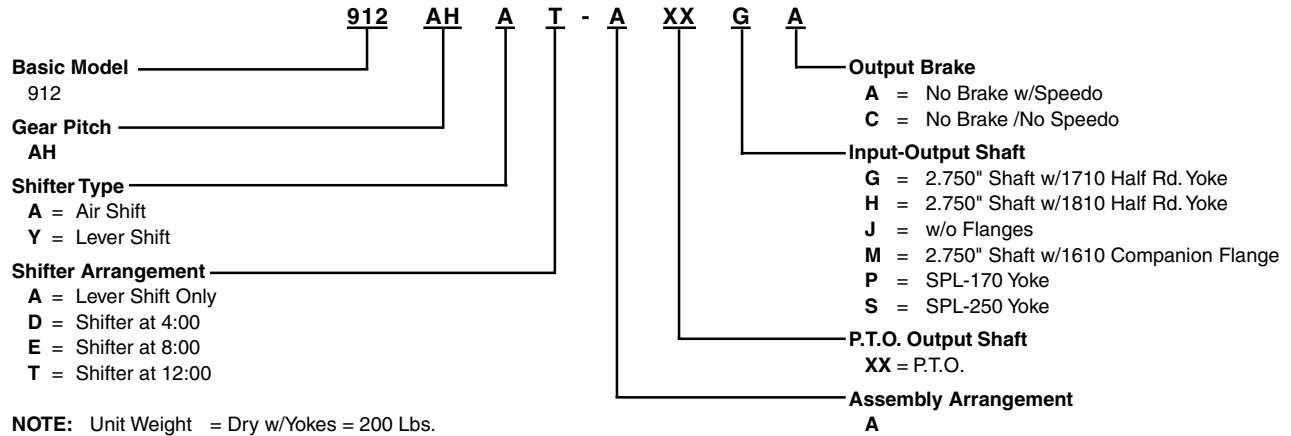 912 AH A T - A XX G A
Basic Model
912
Gear Pitch
AH
Shifter Type
A = Air Shift
Y = Lever Shift
Shifter Arrangement
A = Lever Shift Only
D = Shifter at 4:00
E = Shifter at 8:00
T = Shifter at 12:00
NOTE: Unit Weight = Dry w/Yokes = 200 Lbs.
Output Brake
A = No Brake w/Speedo
C = No Brake /No Speedo
Input-Output Shaft
G = 2.750" Shaft w/1710 Half Rd. Yoke
H = 2.750" Shaft w/1810 Half Rd. Yoke
J = w/o Flanges
M = 2.750" Shaft w/1610 Companion Flange
P = SPL-170 Yoke
S = SPL-250 Yoke
P.T.O. Output Shaft
XX = P.T.O.
Assembly Arrangement
A